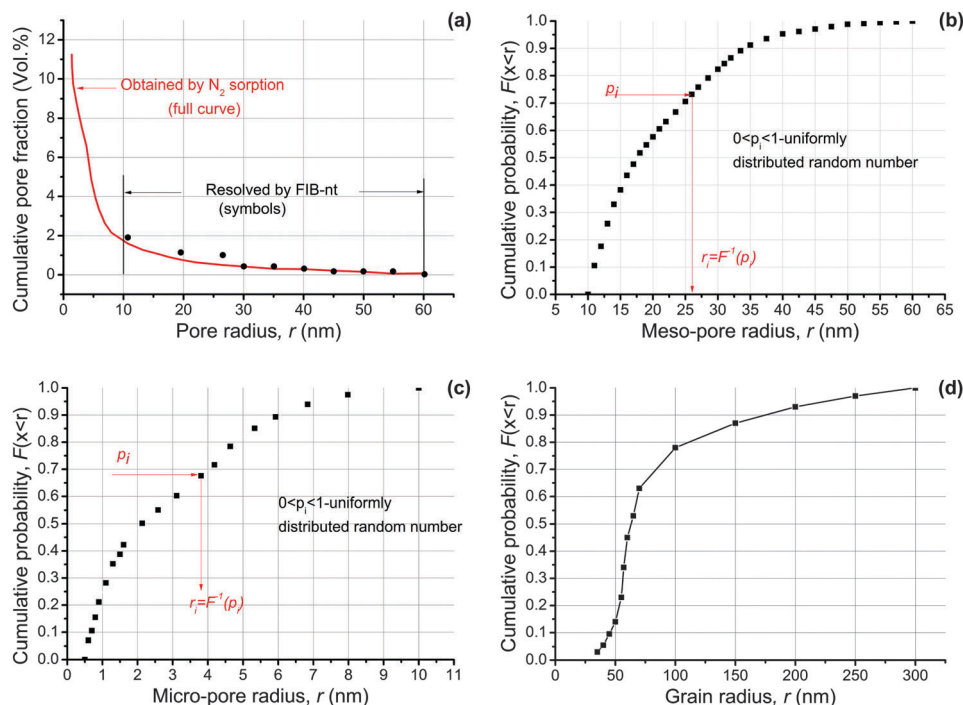 (a)
Cumulative pore fraction (Vol.%)
12
10
8
6
4
2
0
Obtained by N2 sorption
(full curve)
Resolved by FIB-nt
(symbols)
0 10 20 30 40 50 60 70
Pore radius, r (nm)
(b)
Cumulative probability, F(x<r)
1.0
0.9
0.8
0.7
0.6
0.5
0.4
0.3
0.2
0.1
0.0
pi
0<pi<1-uniformly
distributed random number
ri=F-1(pi)
5 10 15 20 25 30 35 40 45 50 55 60 65
Meso-pore radius, r (nm)
(c)
Cumulative probability, F(x<r)
1.0
0.9
0.8
0.7
0.6
0.5
0.4
0.3
0.2
0.1
0.0
pi
0<pi<1-uniformly
distributed random number
ri=F-1(pi)
0 1 2 3 4 5 6 7 8 9 10 11
Micro-pore radius, r (nm)
(d)
Cumulative probability, F(x<r)
1.0
0.9
0.8
0.7
0.6
0.5
0.4
0.3
0.2
0.1
0.0
0 50 100 150 200 250 300
Grain radius, r (nm)